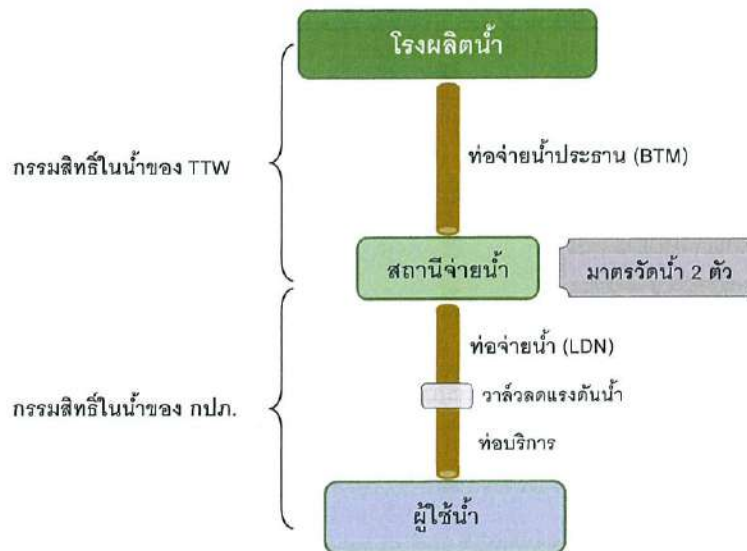 โรงผลิตน้ำ
กรรมสิทธิ์ในน้ำของ TTW
ท่อจ่ายน้ำประธาน (BTM)
สถานีจ่ายน้ำ
มาตรวัดน้ำ 2 ตัว
ท่อจ่ายน้ำ (LDN)
วาล์วลดแรงดันน้ำ
กรรมสิทธิ์ในน้ำของ กปภ.
ท่อบริการ
ผู้ใช้น้ำ